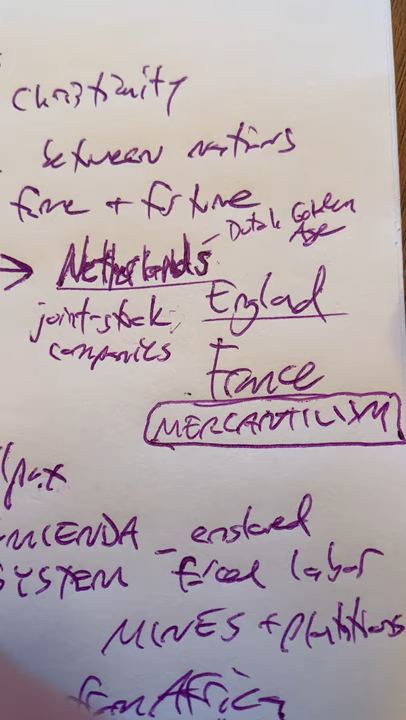 Christianity
between nations
fame + fortune
→ Netherlands - Dutch Golden Age
joint-stock companies
England
France
MERCANTILISM
pox
SYSTEM
enslaved
forced labor
MINES + plantations
from Africa